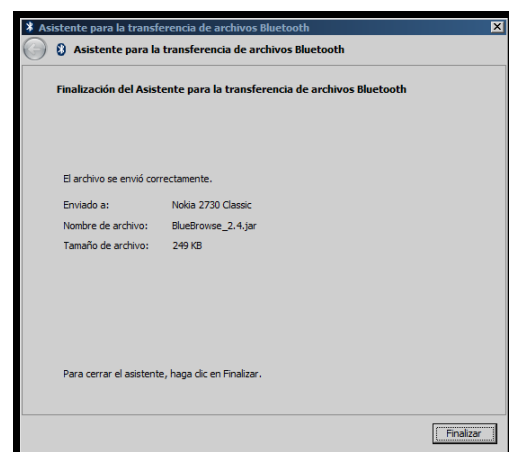 Asistente para la transferencia de archivos Bluetooth
Asistente para la transferencia de archivos Bluetooth
Finalización del Asistente para la transferencia de archivos Bluetooth
El archivo se envió correctamente.
Enviado a: Nokia 2730 Classic
Nombre de archivo: BlueBrowse_2.4.jar
Tamaño de archivo: 249 KB
Para cerrar el asistente, haga clic en Finalizar.
Finalizar